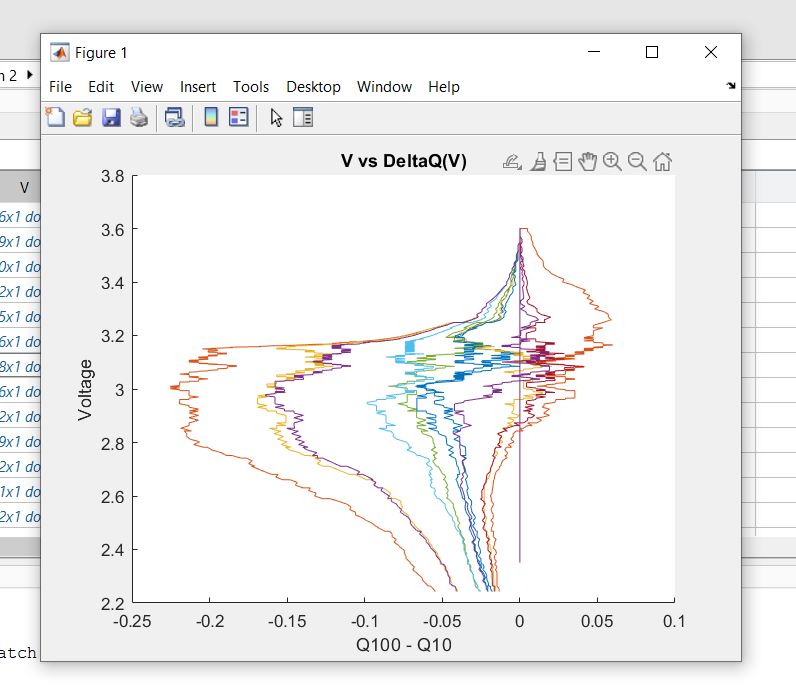 Figure 1
n 2
File Edit View Insert Tools Desktop Window Help
V
V vs DeltaQ(V)
6x1 do
9x1 do
0x1 do
2x1 do
5x1 do
6x1 do
8x1 do
6x1 do
2x1 do
9x1 do
2x1 do
1x1 do
2x1 do
3.8
3.6
3.4
3.2
3
2.8
2.6
2.4
2.2
Voltage
-0.25 -0.2 -0.15 -0.1 -0.05 0 0.05 0.1
Q100 - Q10
atch